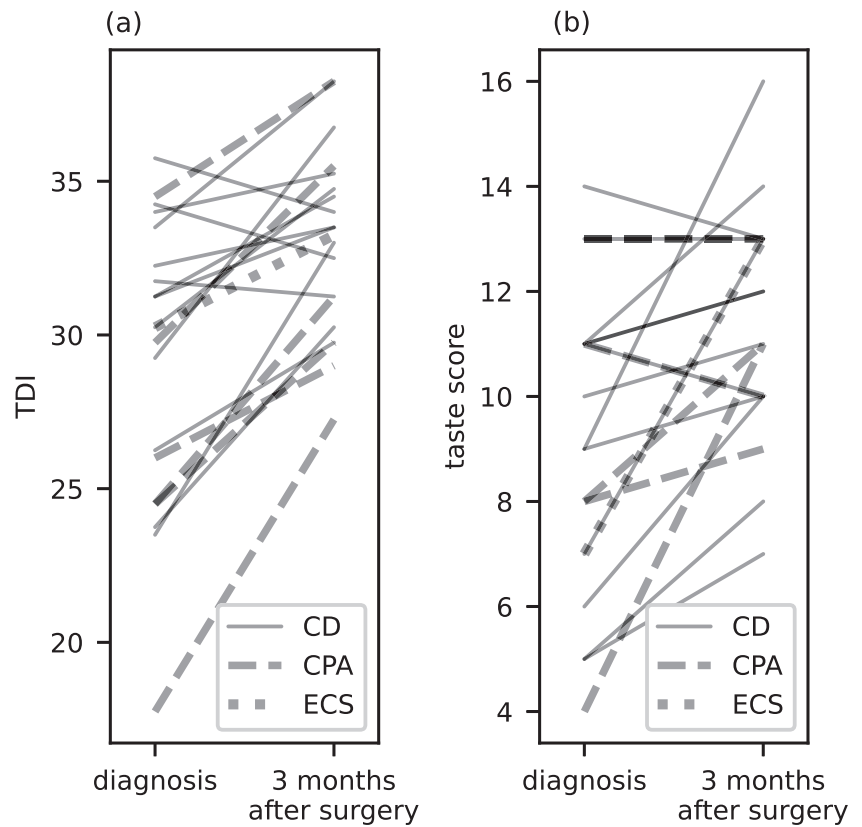 (a)
TDI
35
30
25
20
CD
CPA
ECS
diagnosis
3 months
after surgery
(b)
taste score
16
14
12
10
8
6
4
CD
CPA
ECS
diagnosis
3 months
after surgery